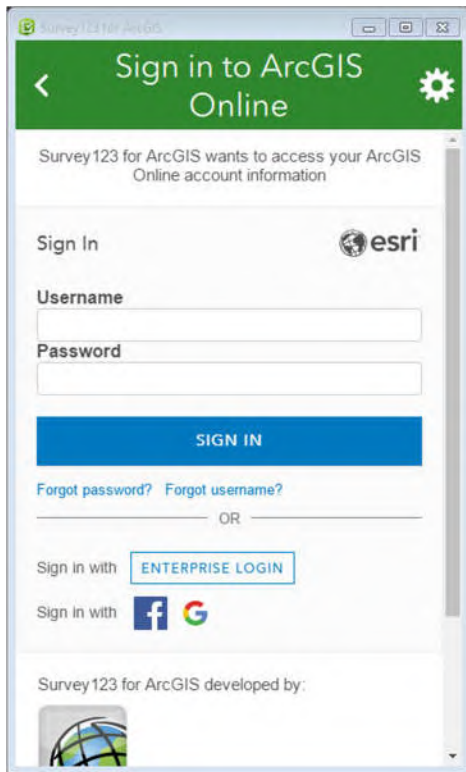 Survey123 for ArcGIS
Sign in to ArcGIS
Online
Survey123 for ArcGIS wants to access your ArcGIS
Online account information
Sign In
esri
Username
Password
SIGN IN
Forgot password? Forgot username?
OR
Sign in with ENTERPRISE LOGIN
Sign in with f G
Survey123 for ArcGIS developed by: